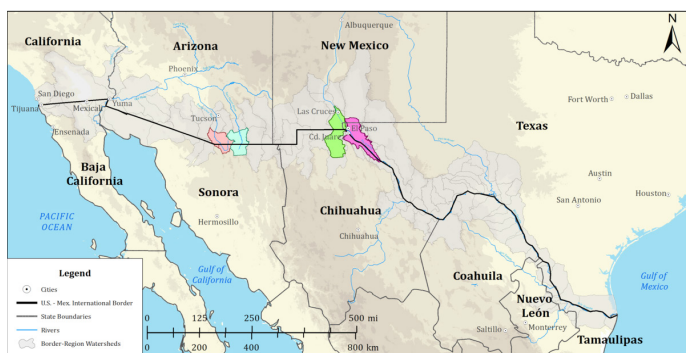 Albuquerque
California
Arizona
New Mexico
N
Phoenix
San Diego
Tijuana
Mexicali
Yuma
Tucson
Las Cruces
El Paso
Cd. Juárez
Fort Worth
Dallas
Texas
Ensenada
Baja
California
Sonora
Hermosillo
Chihuahua
Chihuahua
Austin
San Antonio
Houston
PACIFIC
OCEAN
Gulf of
California
Coahuila
Gulf of
Mexico
Nuevo
León
Saltillo
Monterrey
Tamaulipas
Legend
Cities
U.S. - Mex. International Border
State Boundaries
Rivers
Border-Region Watersheds
0 125 250 500 mi
0 200 400 800 km